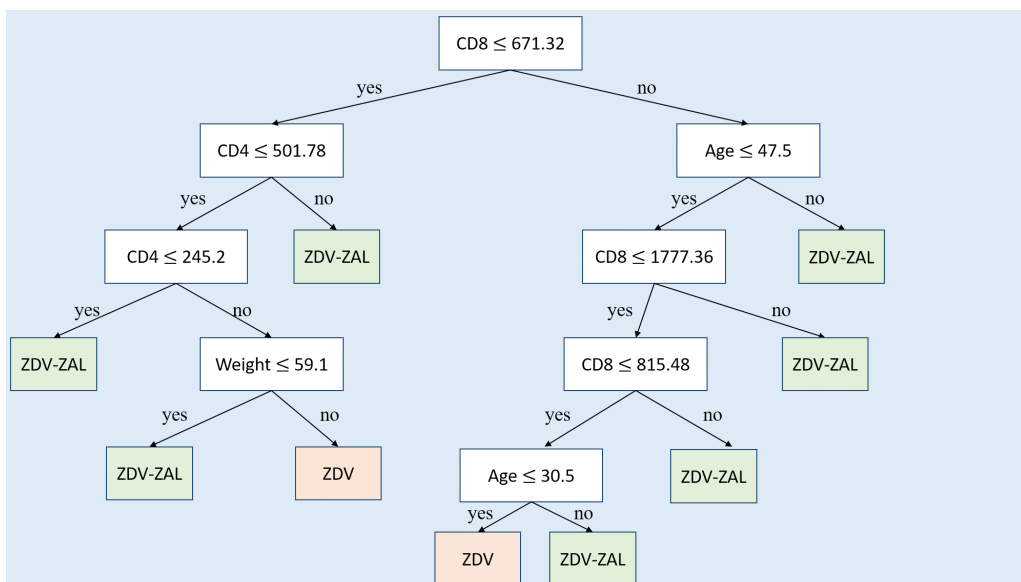 CD8 ≤ 671.32
yes
no
CD4 ≤ 501.78
Age ≤ 47.5
yes
no
yes
no
CD4 ≤ 245.2
ZDV-ZAL
CD8 ≤ 1777.36
ZDV-ZAL
yes
no
yes
no
ZDV-ZAL
Weight ≤ 59.1
CD8 ≤ 815.48
ZDV-ZAL
yes
no
yes
no
ZDV-ZAL
ZDV
Age ≤ 30.5
ZDV-ZAL
yes
no
ZDV
ZDV-ZAL